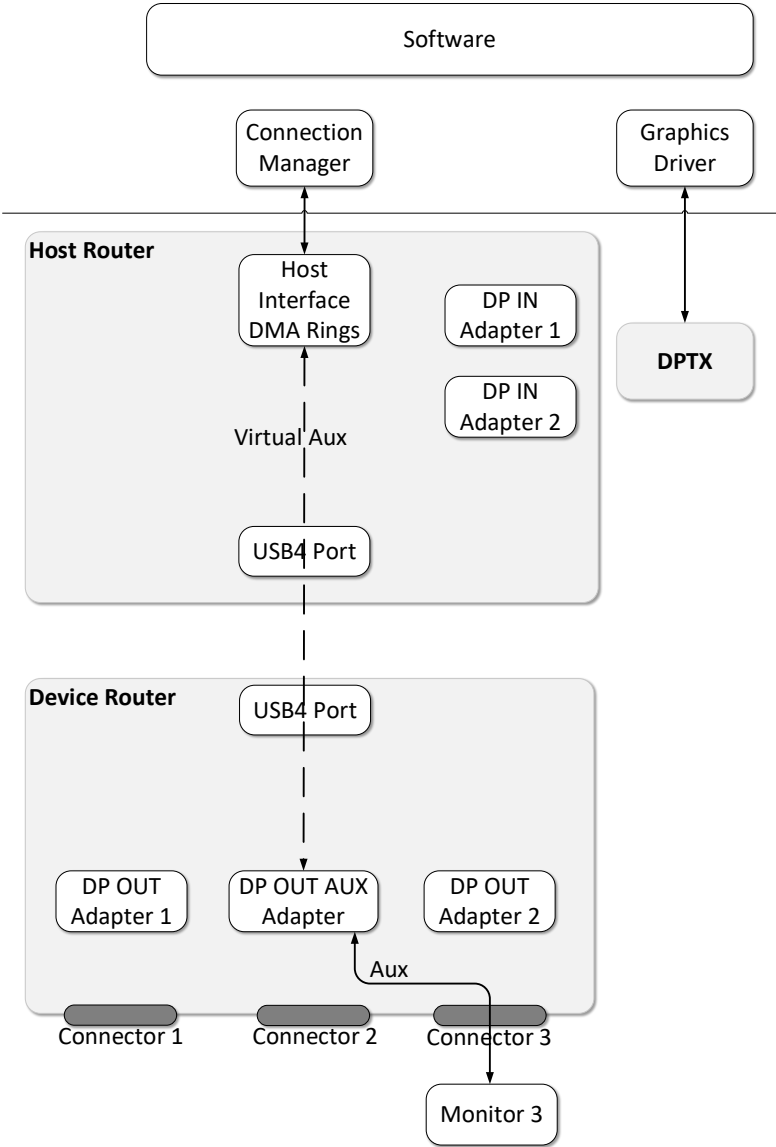 Software
Connection
Manager
Graphics
Driver
Host Router
Host
Interface
DMA Rings
DP IN
Adapter 1
DPTX
DP IN
Adapter 2
Virtual Aux
USB4 Port
Device Router
USB4 Port
DP OUT
Adapter 1
DP OUT AUX
Adapter
DP OUT
Adapter 2
Aux
Connector 1
Connector 2
Connector 3
Monitor 3